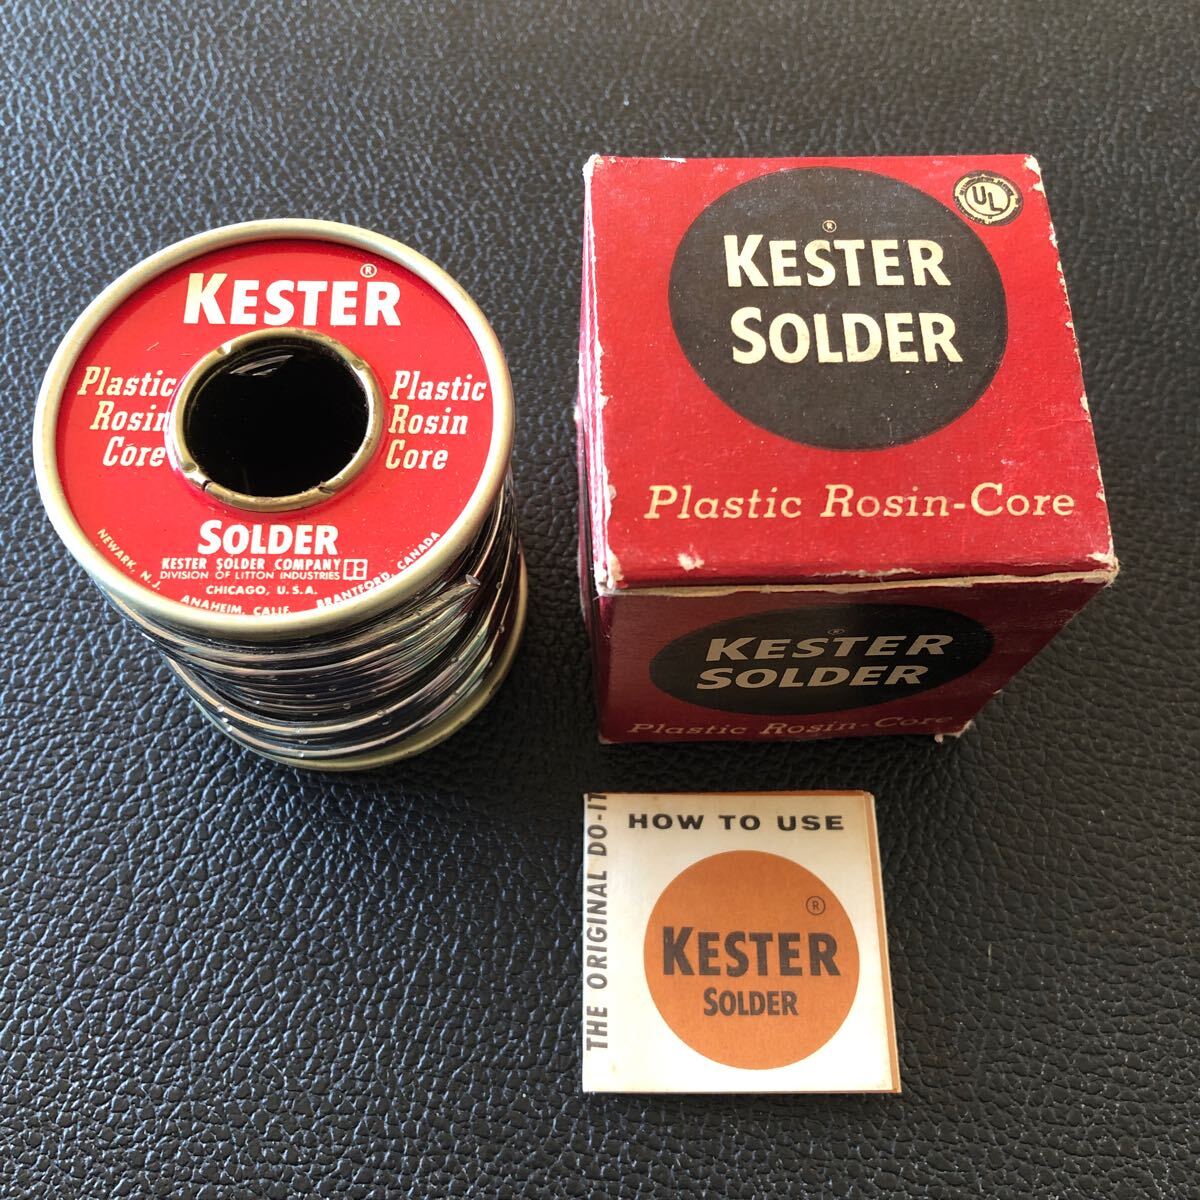 KESTER®
Plastic Rosin Core
Plastic Rosin Core
SOLDER
KESTER SOLDER COMPANY
DIVISION OF LITTON INDUSTRIES
CHICAGO, U.S.A.
NEWARK, N.J.
ANAHEIM, CALIF.
BRANTFORD, CANADA
UL
®
KESTER
SOLDER
Plastic Rosin-Core
®
KESTER
SOLDER
Plastic Rosin-Core
THE ORIGINAL DO-IT
HOW TO USE
®
KESTER
SOLDER